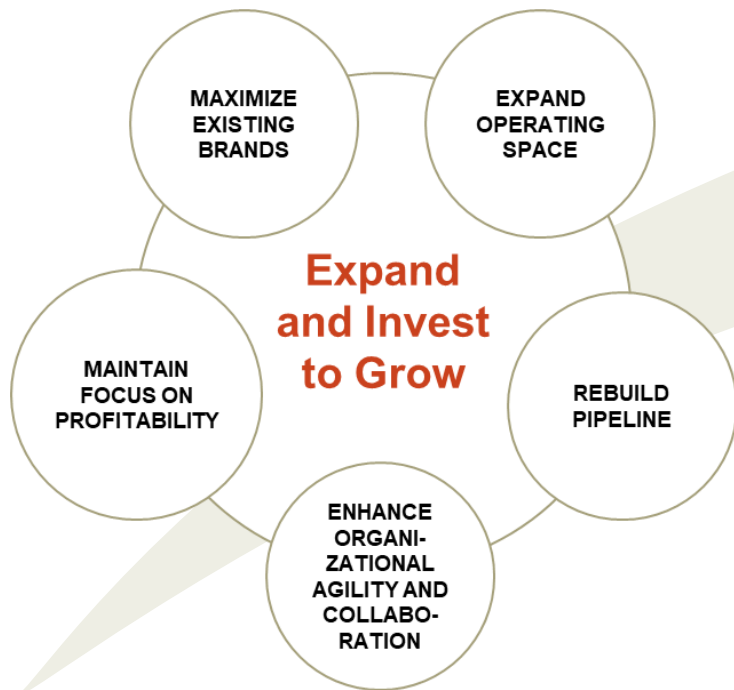 MAXIMIZE
EXISTING
BRANDS
EXPAND
OPERATING
SPACE
Expand
and Invest
to Grow
MAINTAIN
FOCUS ON
PROFITABILITY
REBUILD
PIPELINE
ENHANCE
ORGANI-
ZATIONAL
AGILITY AND
COLLABO-
RATION